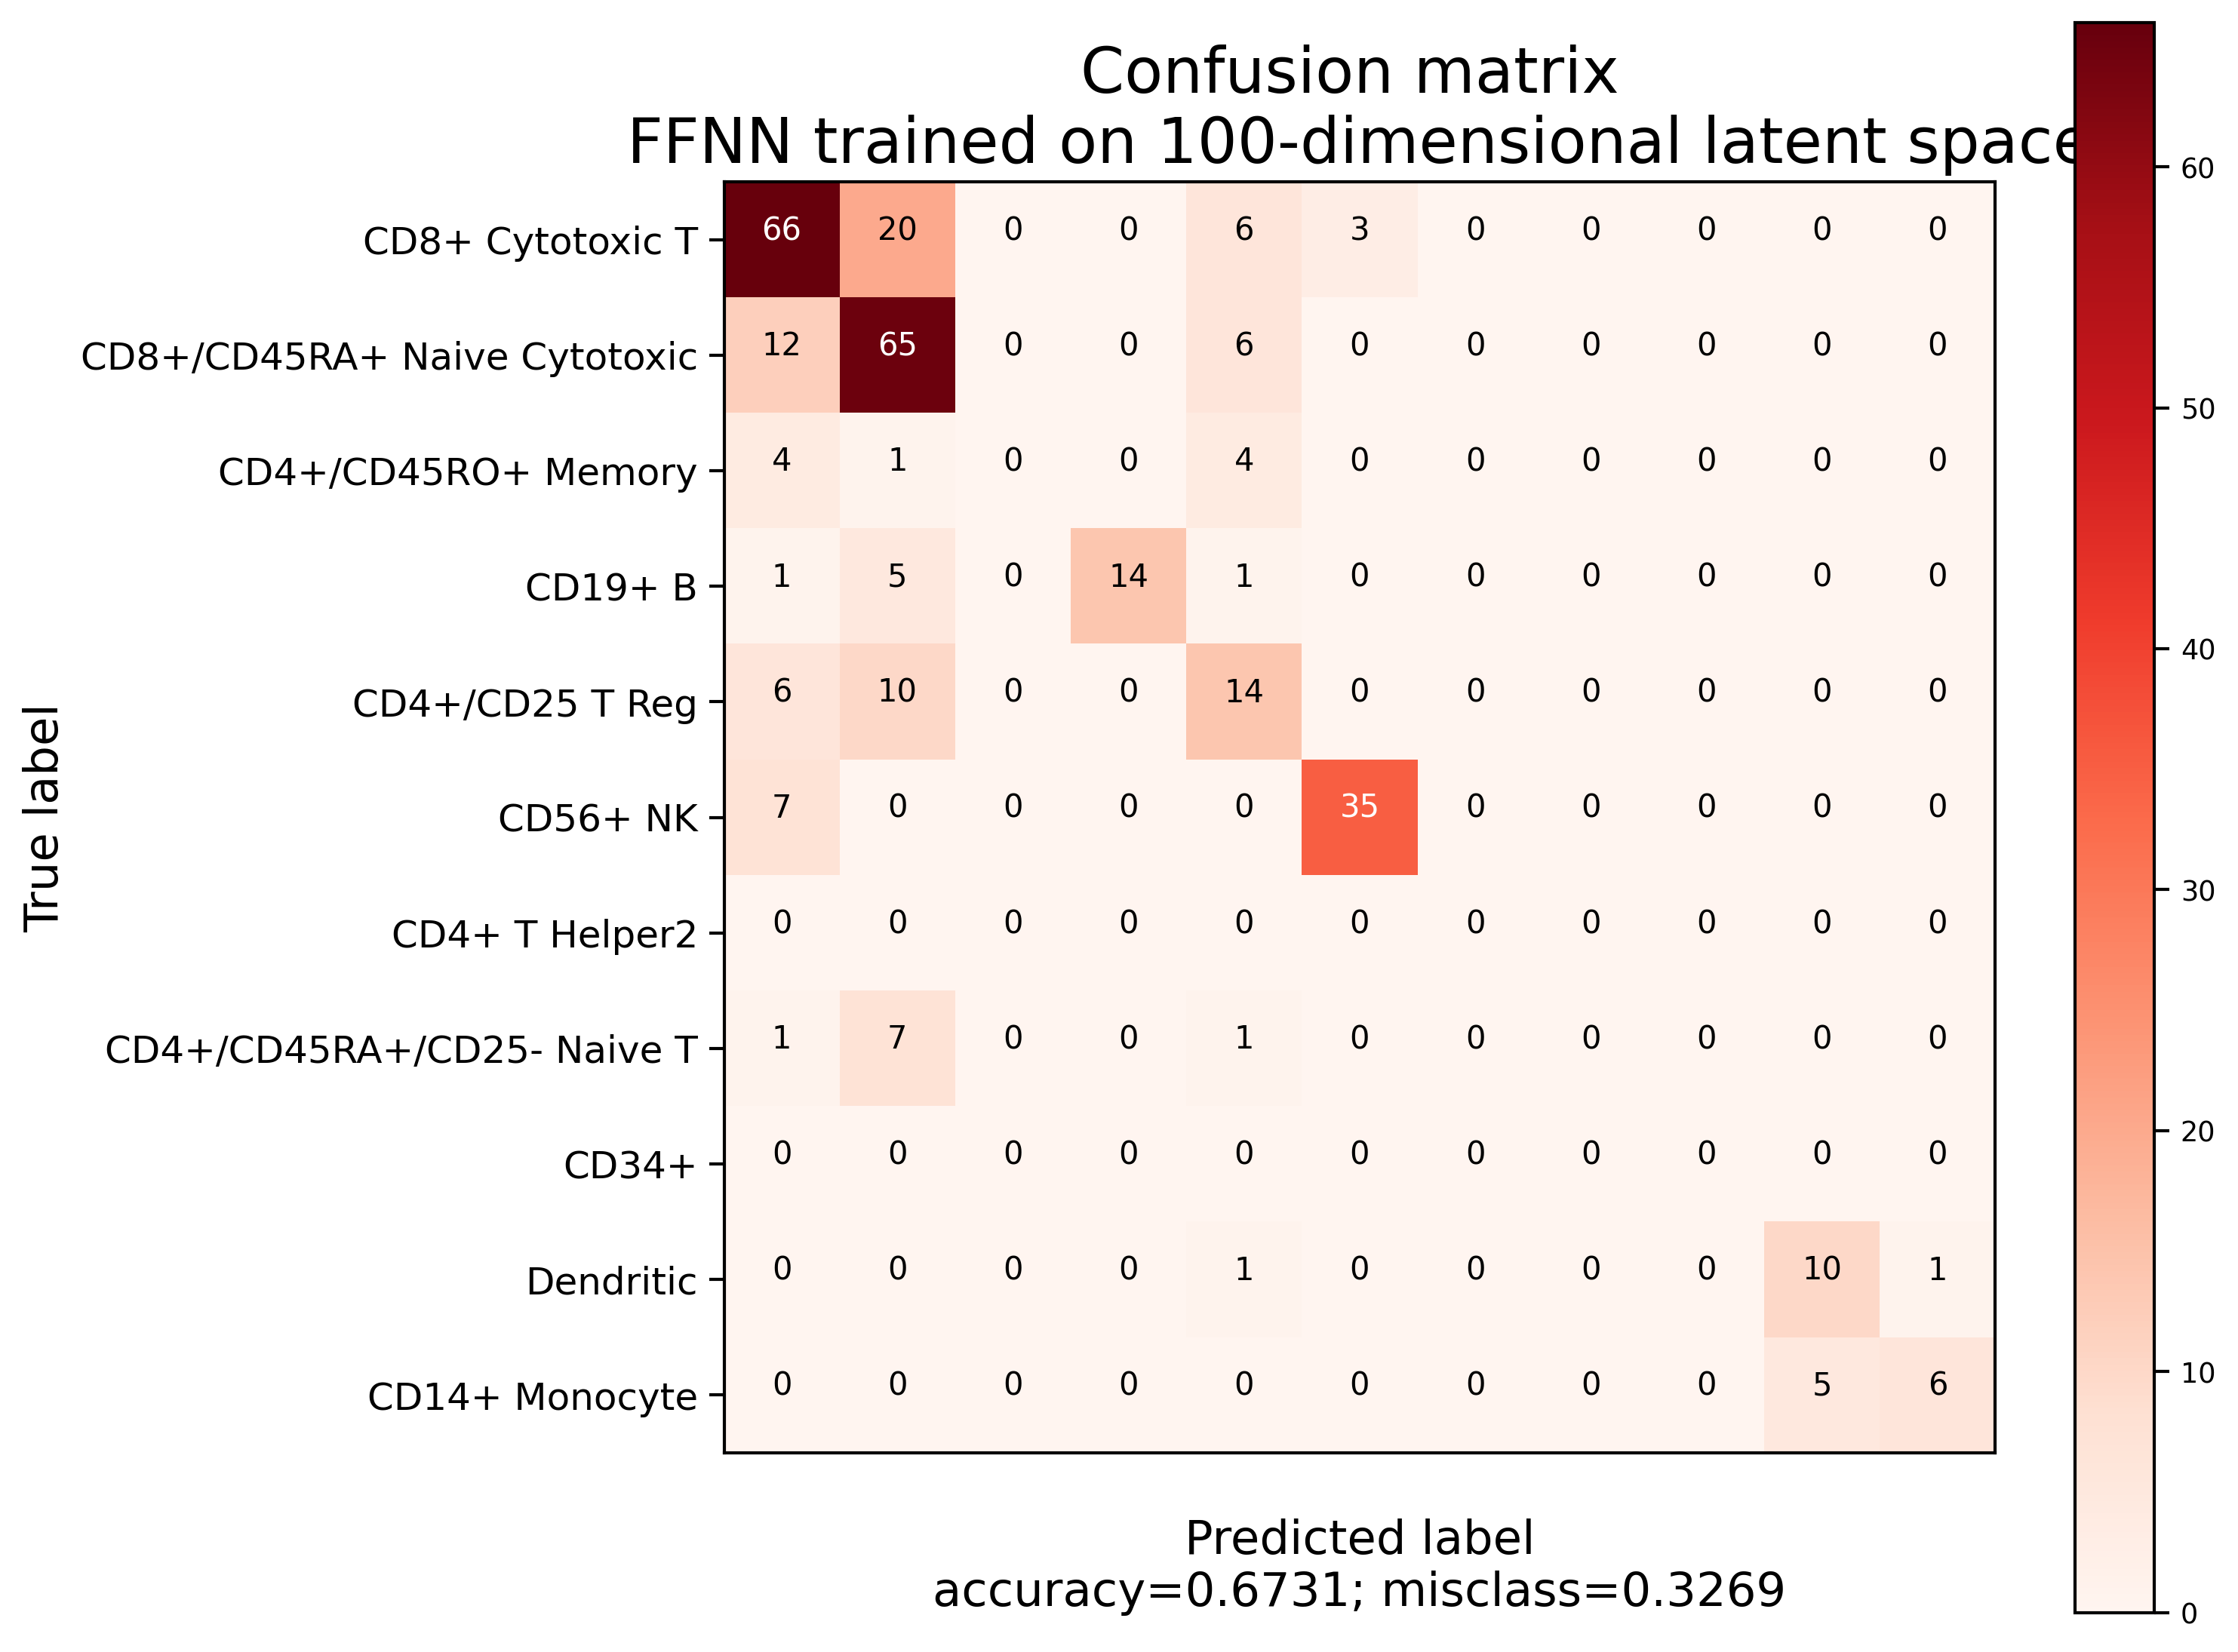 Confusion matrix
FFNN trained on 100-dimensional latent space
True label
CD8+ Cytotoxic T 66 20 0 0 6 3 0 0 0 0 0
CD8+/CD45RA+ Naive Cytotoxic 12 65 0 0 6 0 0 0 0 0 0
CD4+/CD45RO+ Memory 4 1 0 0 4 0 0 0 0 0 0
CD19+ B 1 5 0 14 1 0 0 0 0 0 0
CD4+/CD25 T Reg 6 10 0 0 14 0 0 0 0 0 0
CD56+ NK 7 0 0 0 0 35 0 0 0 0 0
CD4+ T Helper2 0 0 0 0 0 0 0 0 0 0 0
CD4+/CD45RA+/CD25- Naive T 1 7 0 0 1 0 0 0 0 0 0
CD34+ 0 0 0 0 0 0 0 0 0 0 0
Dendritic 0 0 0 0 1 0 0 0 0 10 1
CD14+ Monocyte 0 0 0 0 0 0 0 0 0 5 6
Predicted label
accuracy=0.6731; misclass=0.3269
60
50
40
30
20
10
0